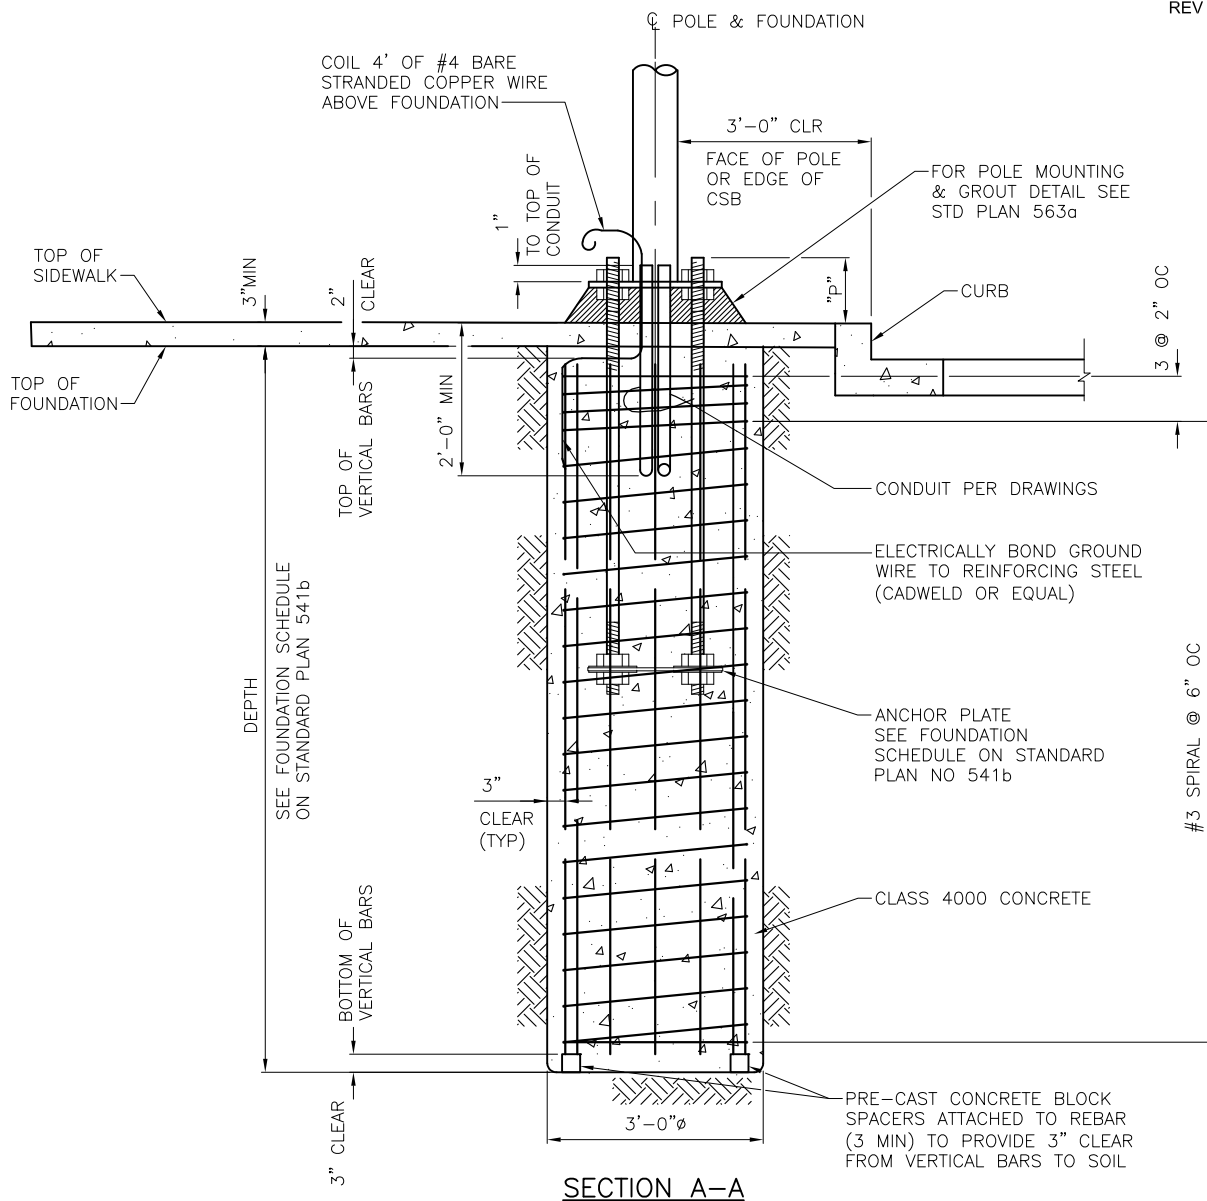 REV
℄ POLE & FOUNDATION
COIL 4' OF #4 BARE
STRANDED COPPER WIRE
ABOVE FOUNDATION
3'-0" CLR
FACE OF POLE
OR EDGE OF
CSB
FOR POLE MOUNTING
& GROUT DETAIL SEE
STD PLAN 563a
1"
TO TOP OF
CONDUIT
TOP OF
SIDEWALK
3"MIN
2"
CLEAR
"P"
CURB
3 @ 2" OC
TOP OF
FOUNDATION
TOP OF
VERTICAL BARS
2'-0" MIN
CONDUIT PER DRAWINGS
ELECTRICALLY BOND GROUND
WIRE TO REINFORCING STEEL
(CADWELD OR EQUAL)
DEPTH
SEE FOUNDATION SCHEDULE
ON STANDARD PLAN 541b
ANCHOR PLATE
SEE FOUNDATION
SCHEDULE ON STANDARD
PLAN NO 541b
#3 SPIRAL @ 6" OC
3"
CLEAR
(TYP)
CLASS 4000 CONCRETE
BOTTOM OF
VERTICAL BARS
3" CLEAR
PRE-CAST CONCRETE BLOCK
SPACERS ATTACHED TO REBAR
(3 MIN) TO PROVIDE 3" CLEAR
FROM VERTICAL BARS TO SOIL
3'-0"ø
SECTION A-A